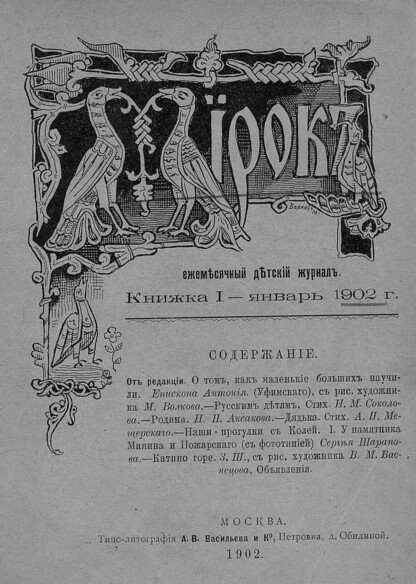 Пірокъ
ежемѣсячный дѣтскій журналъ.
Книжка I — январь 1902 г.
СОДЕРЖАНІЕ.
Отъ редакціи. О томъ, какъ маленькіе большихъ научи-
ли. Епископа Антонія. (Уфимскаго), съ рис. художни-
ка М. Волкова.—Русскимъ дѣтямъ. Стих. Н. М. Соколо-
ва.—Родина. Н. П. Аксакова.—Дядька. Стих. А. П. Ме-
щерскаго.—Наши прогулки съ Колей. I. У памятника
Минина и Пожарскаго (съ фототипіей) Сергѣя Шарапо-
ва.—Катино горе. З. Ш., съ рис. художника В. М. Вас-
нецова. Объявленія.
МОСКВА.
Типо-литографія А. В. Васильева и К⁰, Петровка, д. Обидиной.
1902.